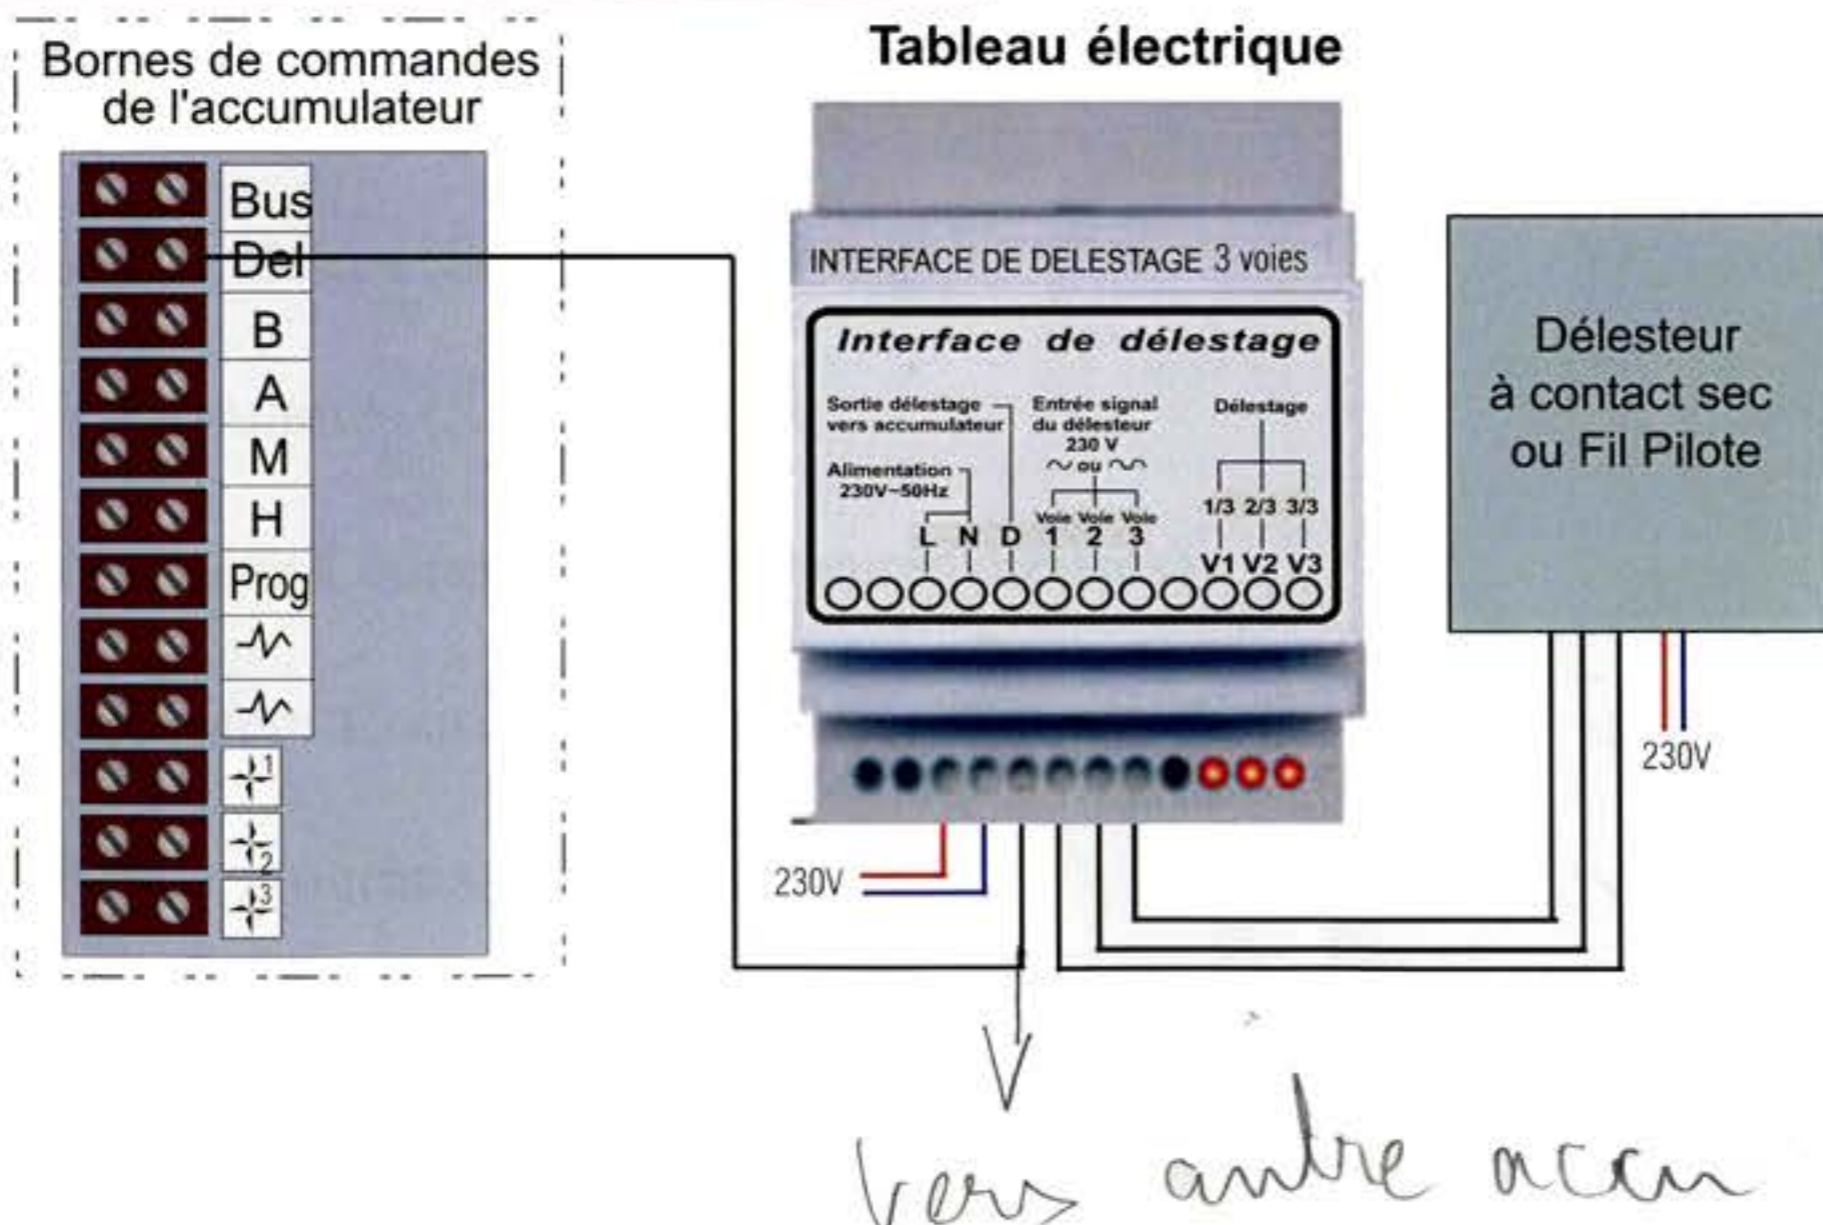 Bornes de commandes
de l'accumulateur
Bus
Del
B
A
M
H
Prog
1
2
3
Tableau électrique
INTERFACE DE DELESTAGE 3 voies
Interface de délestage
Sortie délestage
vers accumulateur
Alimentation
230V~50Hz
Entrée signal
du délesteur
230 V
ou
Délestage
1/3 2/3 3/3
Voie Voie Voie
L N D 1 2 3
V1 V2 V3
230V
Délesteur
à contact sec
ou Fil Pilote
230V
vers autre accu